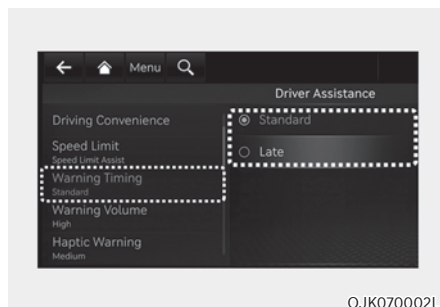 Menu
Driver Assistance
Driving Convenience
Speed Limit
Speed Limit Assist
Warning Timing
Standard
Warning Volume
High
Haptic Warning
Medium
Standard
Late
OJK070002L